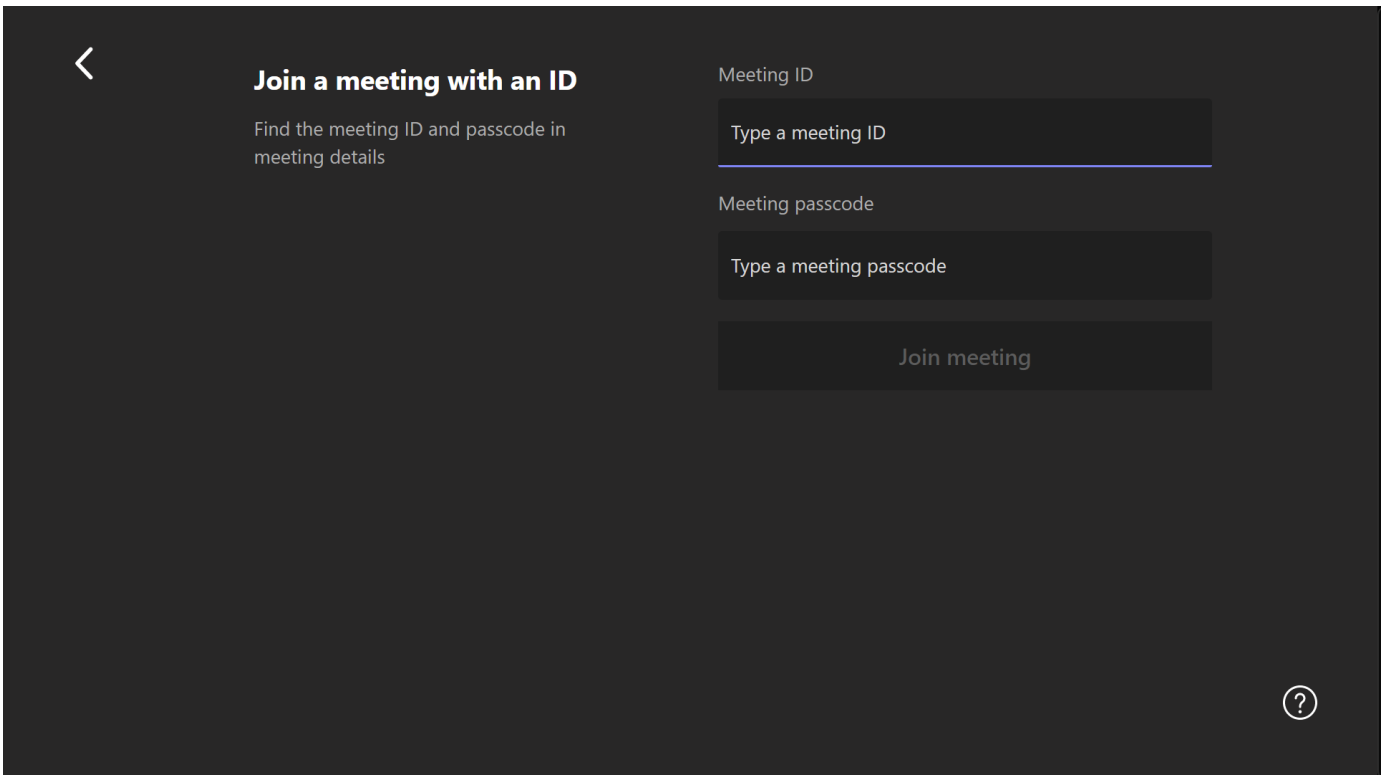 Join a meeting with an ID
Find the meeting ID and passcode in
meeting details
Meeting ID
Type a meeting ID
Meeting passcode
Type a meeting passcode
Join meeting
?